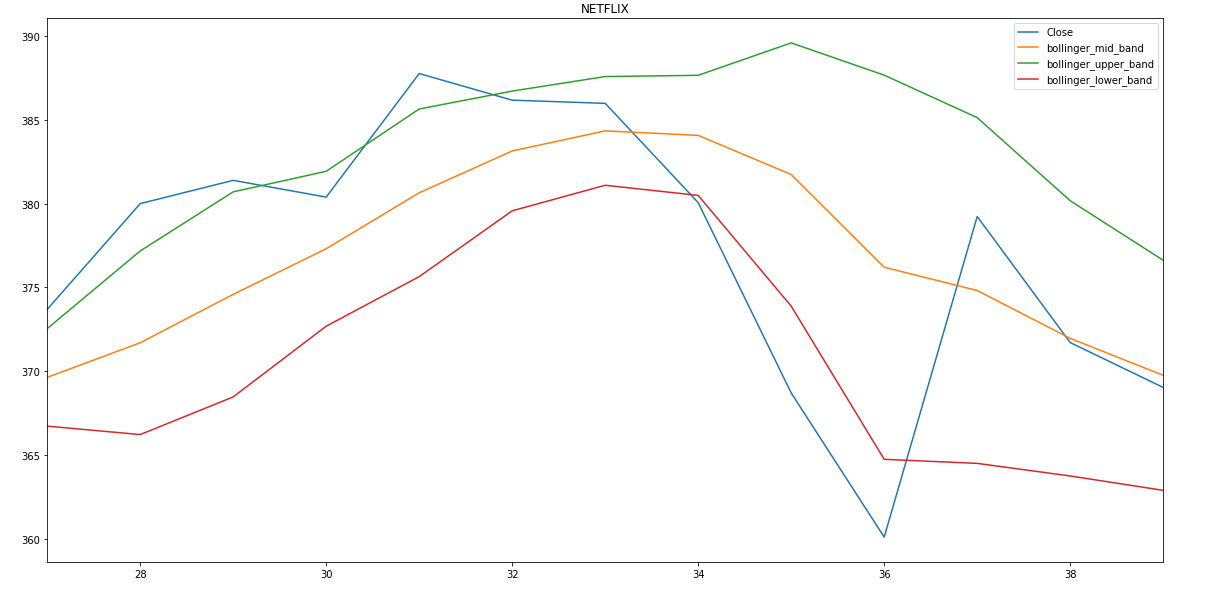 NETFLIX
Close
bollinger_mid_band
bollinger_upper_band
bollinger_lower_band
390
385
380
375
370
365
360
28 30 32 34 36 38